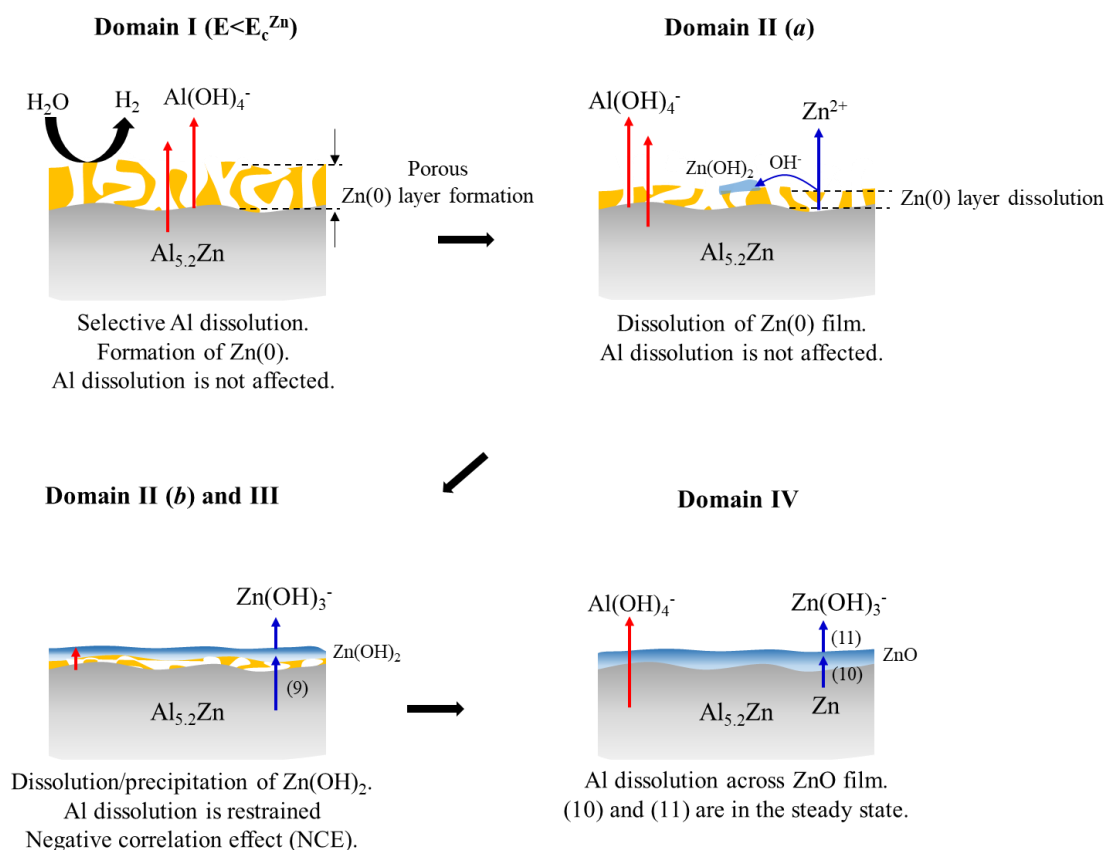 Domain I (E<E_c^Zn)
H₂O
H₂
Al(OH)₄⁻
Porous
Zn(0) layer formation
Al₅.₂Zn
Selective Al dissolution.
Formation of Zn(0).
Al dissolution is not affected.
Domain II (a)
Al(OH)₄⁻
Zn²⁺
Zn(OH)₂
OH⁻
Zn(0) layer dissolution
Al₅.₂Zn
Dissolution of Zn(0) film.
Al dissolution is not affected.
Domain II (b) and III
Zn(OH)₃⁻
Zn(OH)₂
(9)
Al₅.₂Zn
Dissolution/precipitation of Zn(OH)₂.
Al dissolution is restrained
Negative correlation effect (NCE).
Domain IV
Al(OH)₄⁻
Zn(OH)₃⁻
(11)
ZnO
(10)
Al₅.₂Zn
Zn
Al dissolution across ZnO film.
(10) and (11) are in the steady state.